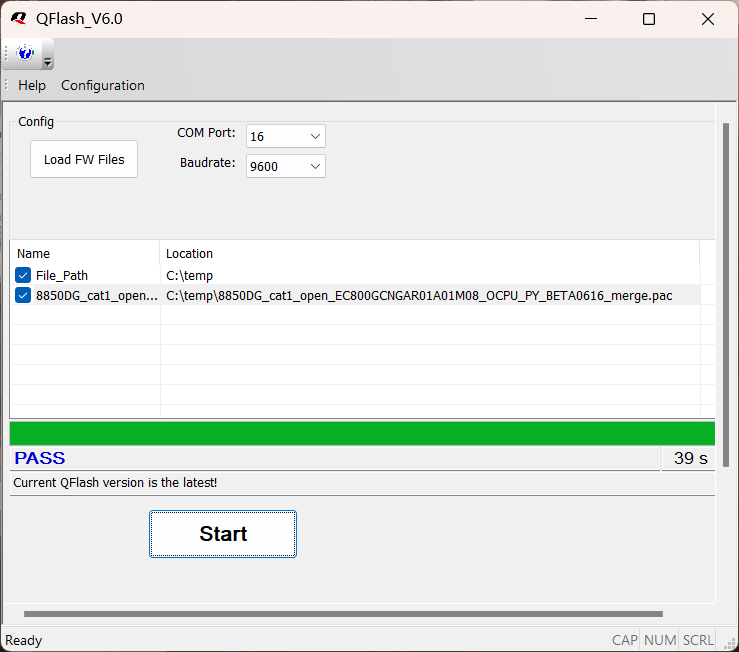 QFlash_V6.0
Help Configuration
Config
Load FW Files
COM Port: 16
Baudrate: 9600
Name Location
File_Path C:\temp
8850DG_cat1_open... C:\temp\8850DG_cat1_open_EC800GCNGAR01A01M08_OCPU_PY_BETA0616_merge.pac
PASS 39 s
Current QFlash version is the latest!
Start
Ready CAP NUM SCRL